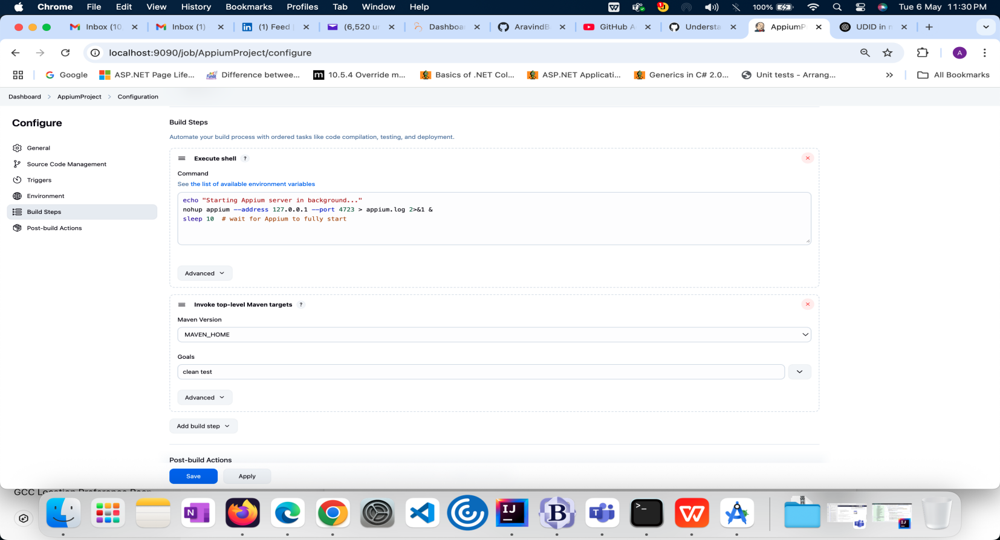 Chrome File Edit View History Bookmarks Profiles Tab Window Help 100% Tue 6 May 11:30 PM
Inbox (10 Inbox (1) in (1) Feed (6,520 u Dashboa AravindB GitHub A Understa AppiumP UDID in
localhost:9090/job/AppiumProject/configure A
Google ASP.NET Page Life... Difference betwee... m 10.5.4 Override m... Basics of .NET Col... ASP.NET Applicati... Generics in C# 2.0... Unit tests - Arrang... All Bookmarks
Dashboard AppiumProject Configuration
Configure
General
Source Code Management
Triggers
Environment
Build Steps
Post-build Actions
Build Steps
Automate your build process with ordered tasks like code compilation, testing, and deployment.
Execute shell ?
Command
See the list of available environment variables
echo "Starting Appium server in background..."
nohup appium --address 127.0.0.1 --port 4723 > appium.log 2>&1 &
sleep 10 # wait for Appium to fully start
Advanced
Invoke top-level Maven targets ?
Maven Version
MAVEN_HOME
Goals
clean test
Advanced
Add build step
Post-build Actions
Save Apply